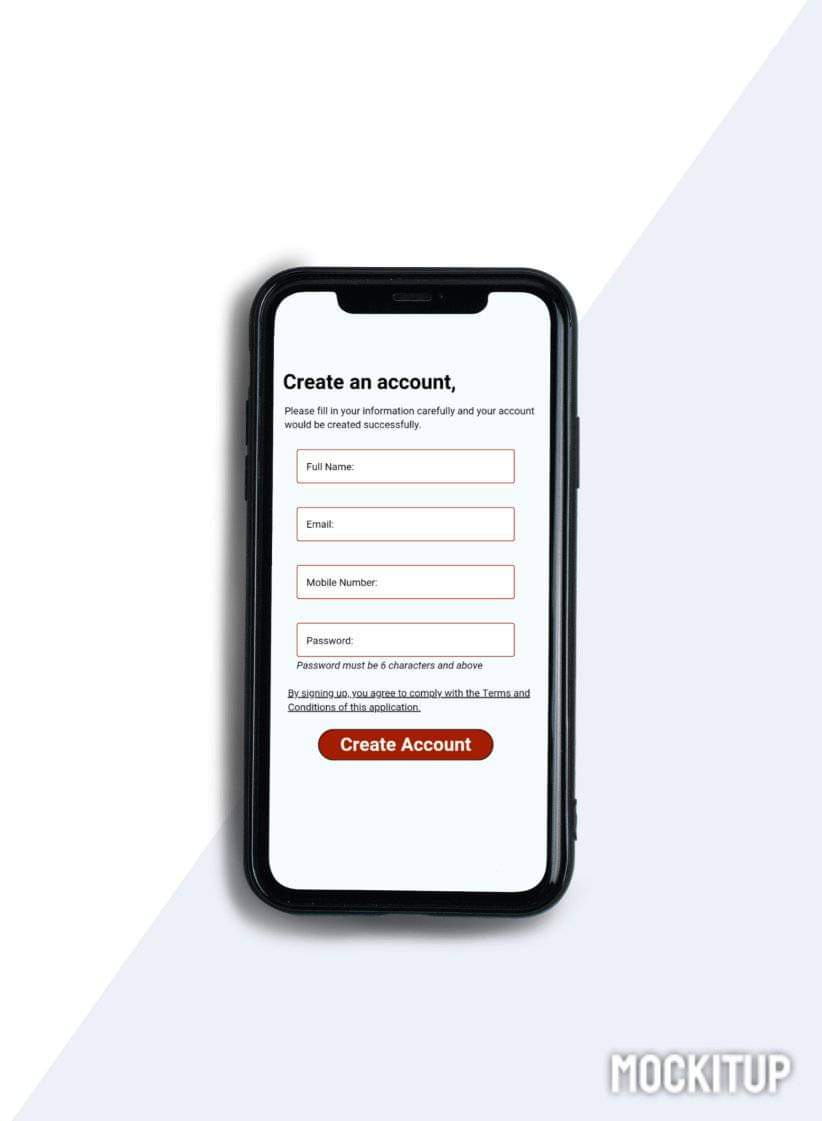 Create an account,
Please fill in your information carefully and your account
would be created successfully.
Full Name:
Email:
Mobile Number:
Password:
Password must be 6 characters and above
By signing up, you agree to comply with the Terms and
Conditions of this application.
Create Account
MOCKITUP